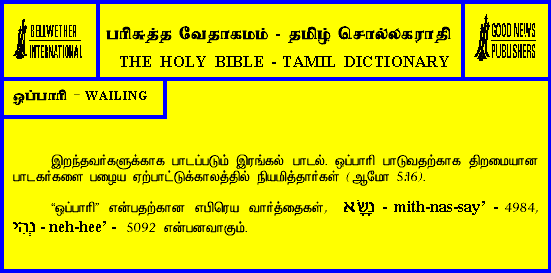 BELLWETHER
INTERNATIONAL
பரிசுத்த வேதாகமம் - தமிழ் சொல்லகராதி
THE HOLY BIBLE - TAMIL DICTIONARY
GOOD NEWS
PUBLISHERS
ஒப்பாரி - WAILING
இறந்தவர்களுக்காக பாடப்படும் இரங்கல் பாடல். ஒப்பாரி பாடுவதற்காக திறமையான
பாடகர்களை பழைய ஏற்பாட்டுக்காலத்தில் நியமித்தார்கள் (ஆமோ 5:16).
“ஒப்பாரி” என்பதற்கான எபிரெய வார்த்தைகள், נָשָׂא - mith-nas-say’ - 4984,
נְהִי - neh-hee’ - 5092 என்பனவாகும்.